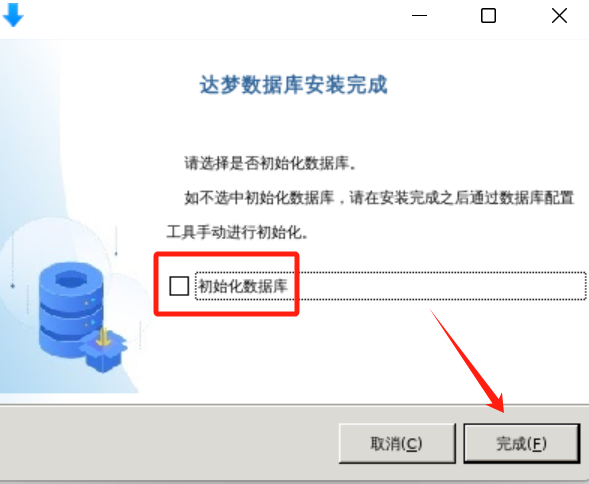 达梦数据库安装完成
请选择是否初始化数据库。
如不选中初始化数据库，请在安装完成之后通过数据库配置
工具手动进行初始化。
初始化数据库
取消(C) 完成(F)